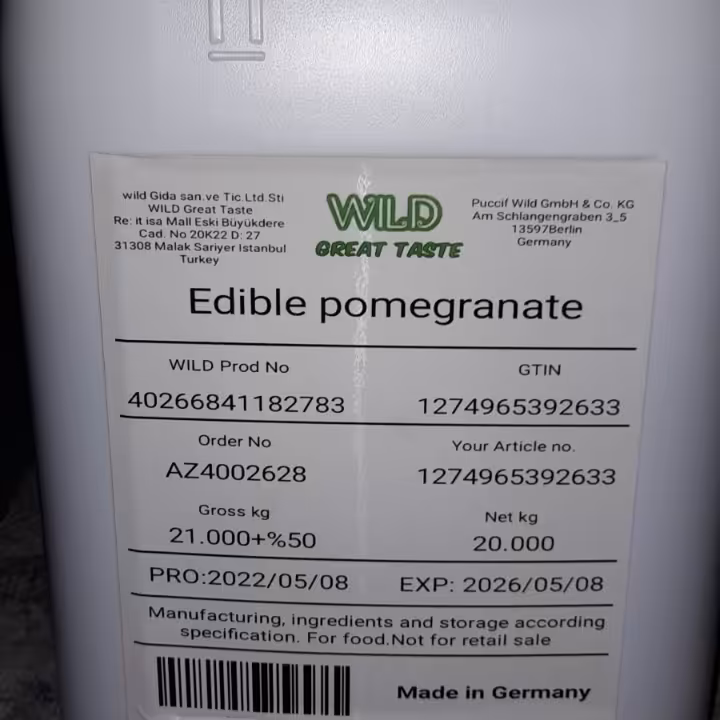 wild Gida san.ve Tic.Ltd.Sti
WILD Great Taste
Re: it isa Mall Eski Büyükdere
Cad. No 20K22 D: 27
31308 Malak Sariyer Istanbul
Turkey
WILD
GREAT TASTE
Puccif Wild GmbH & Co. KG
Am Schlangengraben 3_5
13597Berlin
Germany
Edible pomegranate
WILD Prod No
40266841182783
GTIN
1274965392633
Order No
AZ4002628
Your Article no.
1274965392633
Gross kg
21.000+%50
Net kg
20.000
PRO:2022/05/08
EXP: 2026/05/08
Manufacturing, ingredients and storage according
specification. For food.Not for retail sale
Made in Germany